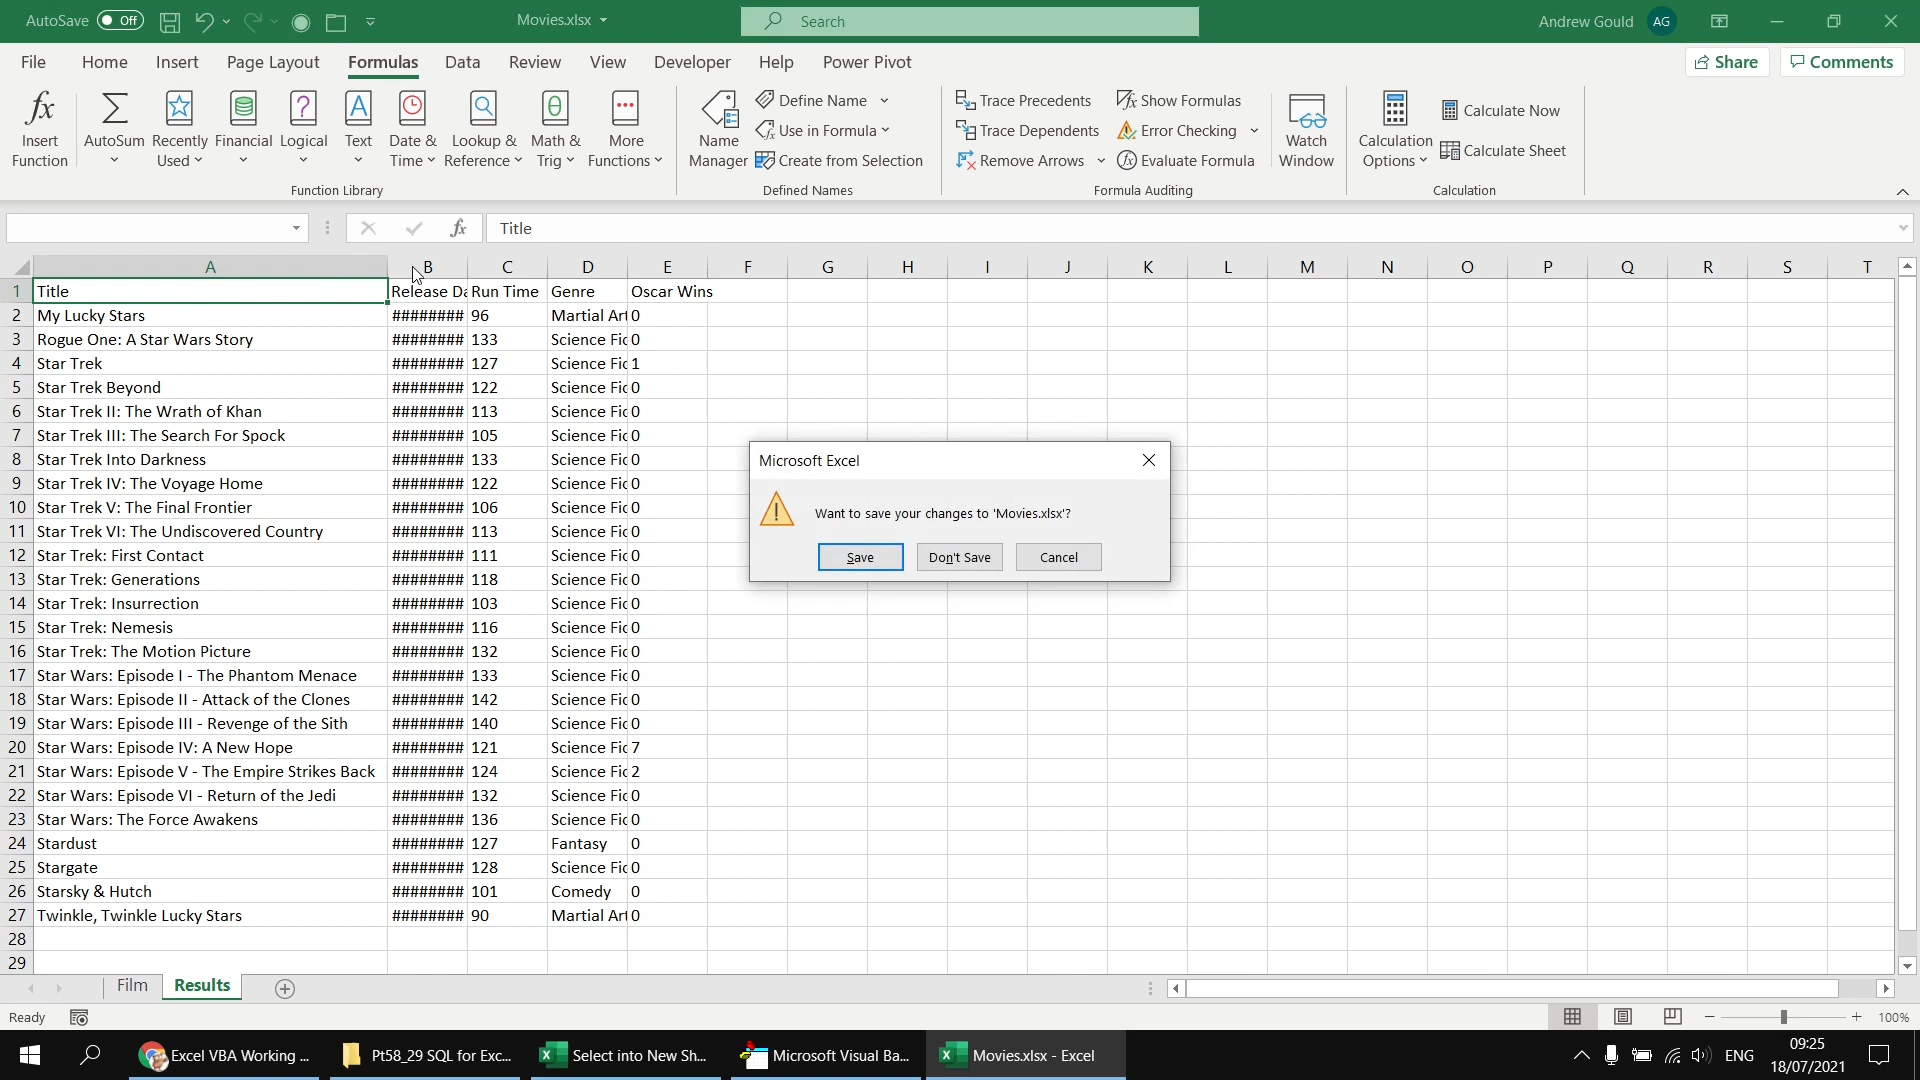 AutoSave Off Movies.xlsx Search Andrew Gould AG
File Home Insert Page Layout Formulas Data Review View Developer Help Power Pivot Share Comments
Insert Function AutoSum Recently Used Financial Logical Text Date & Time Lookup & Reference Math & Trig More Functions
Function Library
Name Manager Define Name Use in Formula Create from Selection
Defined Names
Trace Precedents Show Formulas
Trace Dependents Error Checking
Remove Arrows Evaluate Formula
Watch Window
Formula Auditing
Calculation Options Calculate Now Calculate Sheet
Calculation
fx Title
A B C D E F G H I J K L M N O P Q R S T
1 Title Release Da Run Time Genre Oscar Wins
2 My Lucky Stars ######## 96 Martial Art 0
3 Rogue One: A Star Wars Story ######## 133 Science Fic 0
4 Star Trek ######## 127 Science Fic 1
5 Star Trek Beyond ######## 122 Science Fic 0
6 Star Trek II: The Wrath of Khan ######## 113 Science Fic 0
7 Star Trek III: The Search For Spock ######## 105 Science Fic 0
8 Star Trek Into Darkness ######## 133 Science Fic 0
9 Star Trek IV: The Voyage Home ######## 122 Science Fic 0
10 Star Trek V: The Final Frontier ######## 106 Science Fic 0
11 Star Trek VI: The Undiscovered Country ######## 113 Science Fic 0
12 Star Trek: First Contact ######## 111 Science Fic 0
13 Star Trek: Generations ######## 118 Science Fic 0
14 Star Trek: Insurrection ######## 103 Science Fic 0
15 Star Trek: Nemesis ######## 116 Science Fic 0
16 Star Trek: The Motion Picture ######## 132 Science Fic 0
17 Star Wars: Episode I - The Phantom Menace ######## 133 Science Fic 0
18 Star Wars: Episode II - Attack of the Clones ######## 142 Science Fic 0
19 Star Wars: Episode III - Revenge of the Sith ######## 140 Science Fic 0
20 Star Wars: Episode IV: A New Hope ######## 121 Science Fic 7
21 Star Wars: Episode V - The Empire Strikes Back ######## 124 Science Fic 2
22 Star Wars: Episode VI - Return of the Jedi ######## 132 Science Fic 0
23 Star Wars: The Force Awakens ######## 136 Science Fic 0
24 Stardust ######## 127 Fantasy 0
25 Stargate ######## 128 Science Fic 0
26 Starsky & Hutch ######## 101 Comedy 0
27 Twinkle, Twinkle Lucky Stars ######## 90 Martial Art 0
28
29
Microsoft Excel
Want to save your changes to 'Movies.xlsx'?
Save Don't Save Cancel
Film Results
Ready 100%
Excel VBA Working ... Pt58_29 SQL for Exc... Select into New Sh... Microsoft Visual Ba... Movies.xlsx - Excel ENG 09:25
18/07/2021